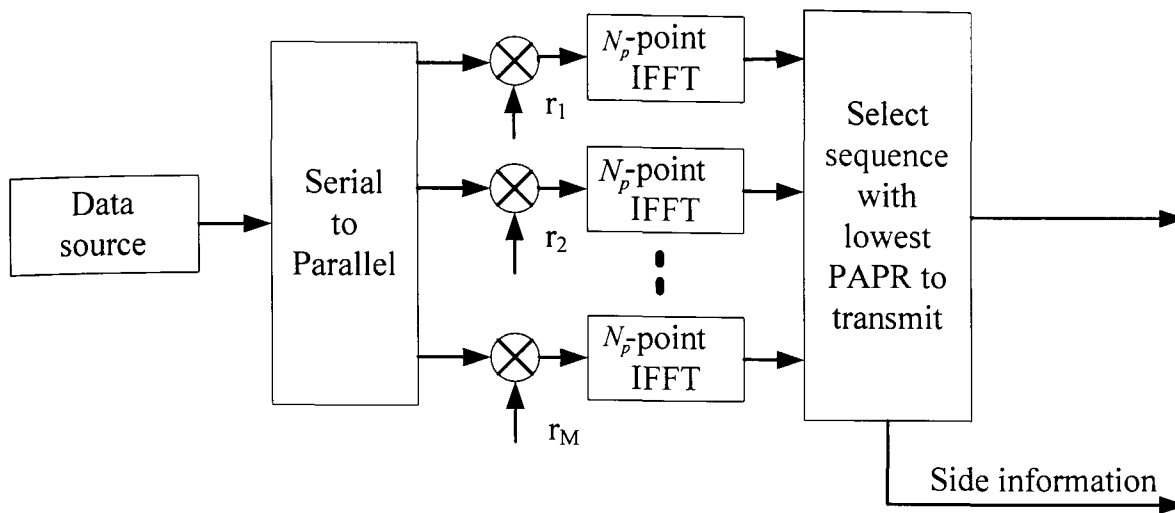 Data
source
Serial
to
Parallel
r1
r2
rM
Np-point
IFFT
Np-point
IFFT
Np-point
IFFT
Select
sequence
with
lowest
PAPR to
transmit
Side information